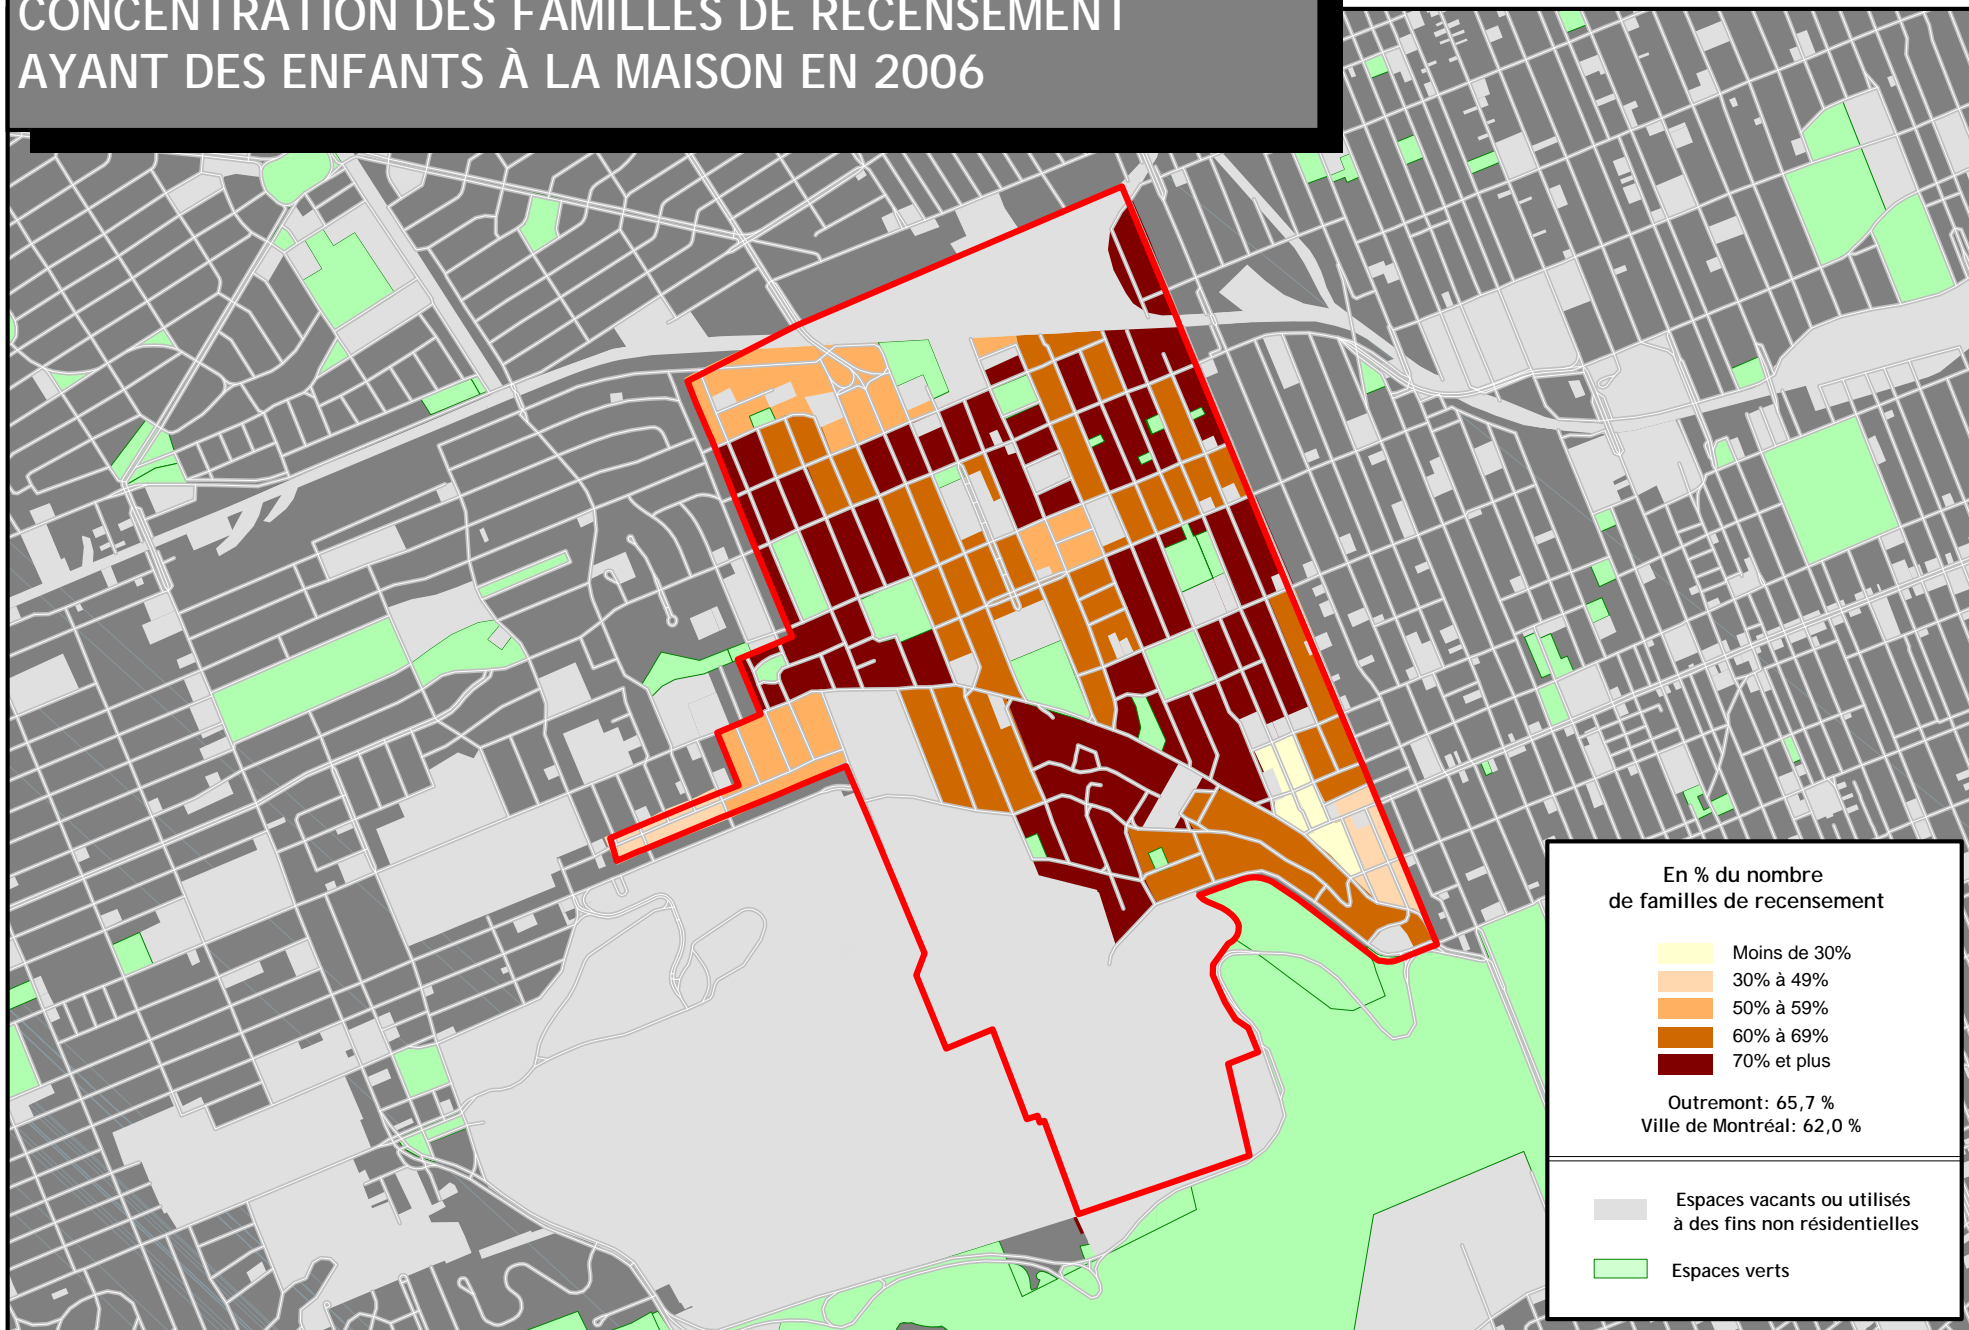 CONCENTRATION DES FAMILLES DE RECENSEMENT
AYANT DES ENFANTS À LA MAISON EN 2006
En % du nombre
de familles de recensement
Moins de 30%
30% à 49%
50% à 59%
60% à 69%
70% et plus
Outremont: 65,7 %
Ville de Montréal: 62,0 %
Espaces vacants ou utilisés
à des fins non résidentielles
Espaces verts